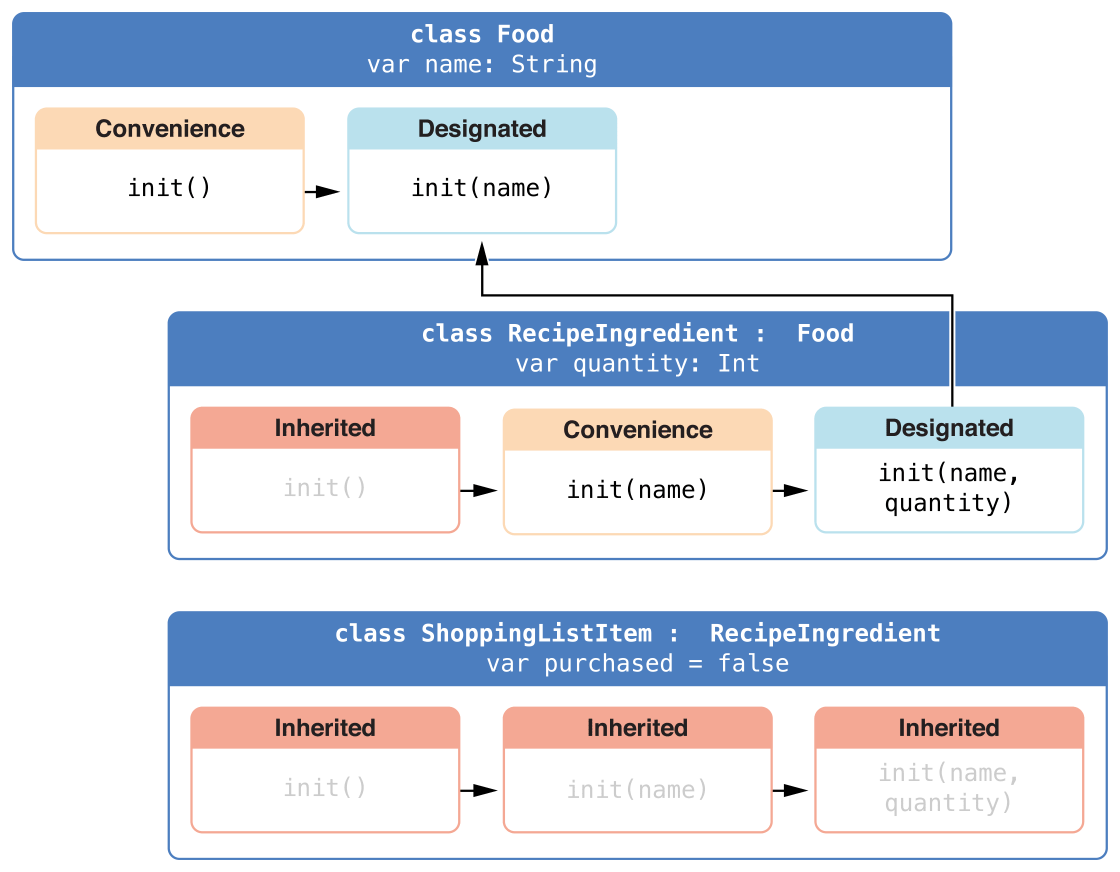 class Food
var name: String
Convenience
Designated
init()
init(name)
class RecipeIngredient :  Food
var quantity: Int
Inherited
Convenience
Designated
init()
init(name)
init(name,
quantity)
class ShoppingListItem :  RecipeIngredient
var purchased = false
Inherited
Inherited
Inherited
init()
init(name)
init(name,
quantity)